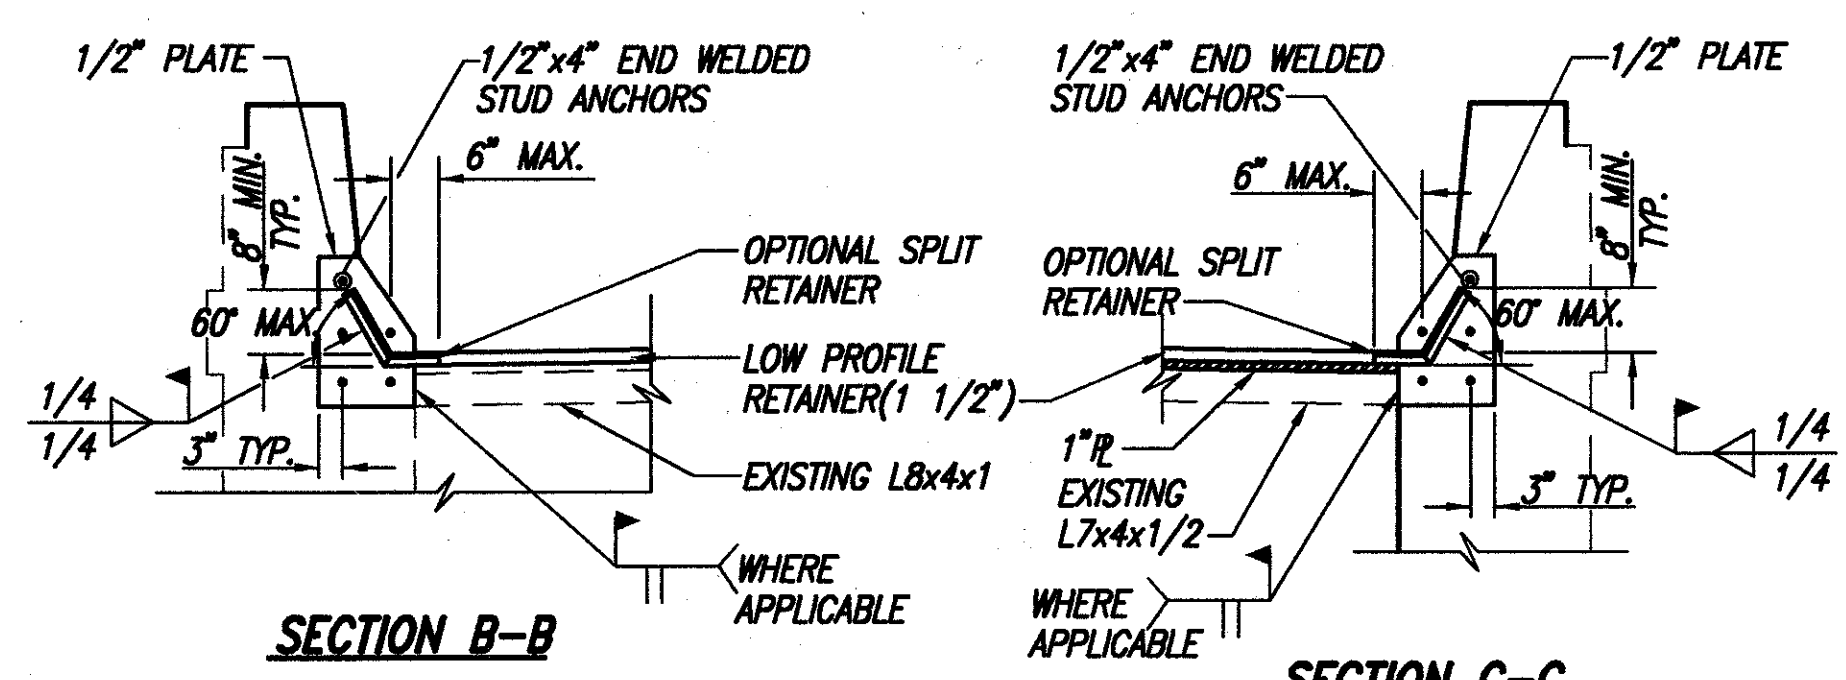 1/2" PLATE
1/2"x4" END WELDED
STUD ANCHORS
6" MAX.
8" MIN.
TYP.
OPTIONAL SPLIT
RETAINER
60° MAX.
LOW PROFILE
RETAINER(1 1/2")
1/4
1/4
3" TYP.
EXISTING L8x4x1
WHERE
APPLICABLE
SECTION B-B
1/2"x4" END WELDED
STUD ANCHORS
1/2" PLATE
6" MAX.
8" MIN.
TYP.
OPTIONAL SPLIT
RETAINER
60° MAX.
1" PL
EXISTING
L7x4x1/2
1/4
1/4
3" TYP.
WHERE
APPLICABLE
SECTION C-C